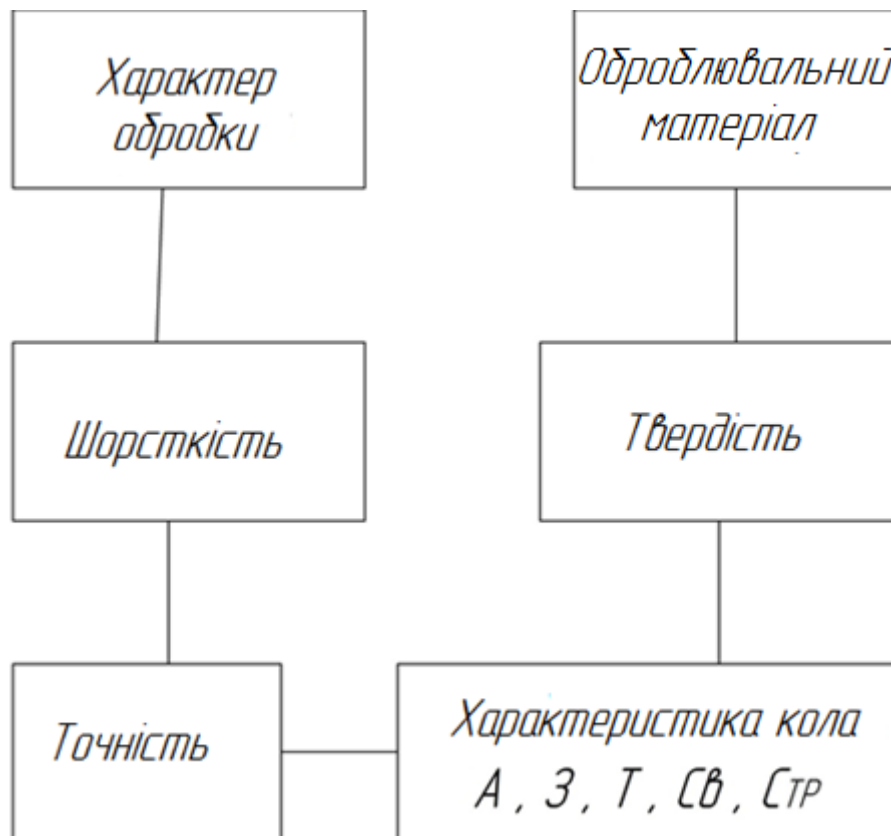 Характер
обробки
Оброблювальний
матеріал
Шорсткість
Твердість
Точність
Характеристика кола
А , З , Т , Св , Стр